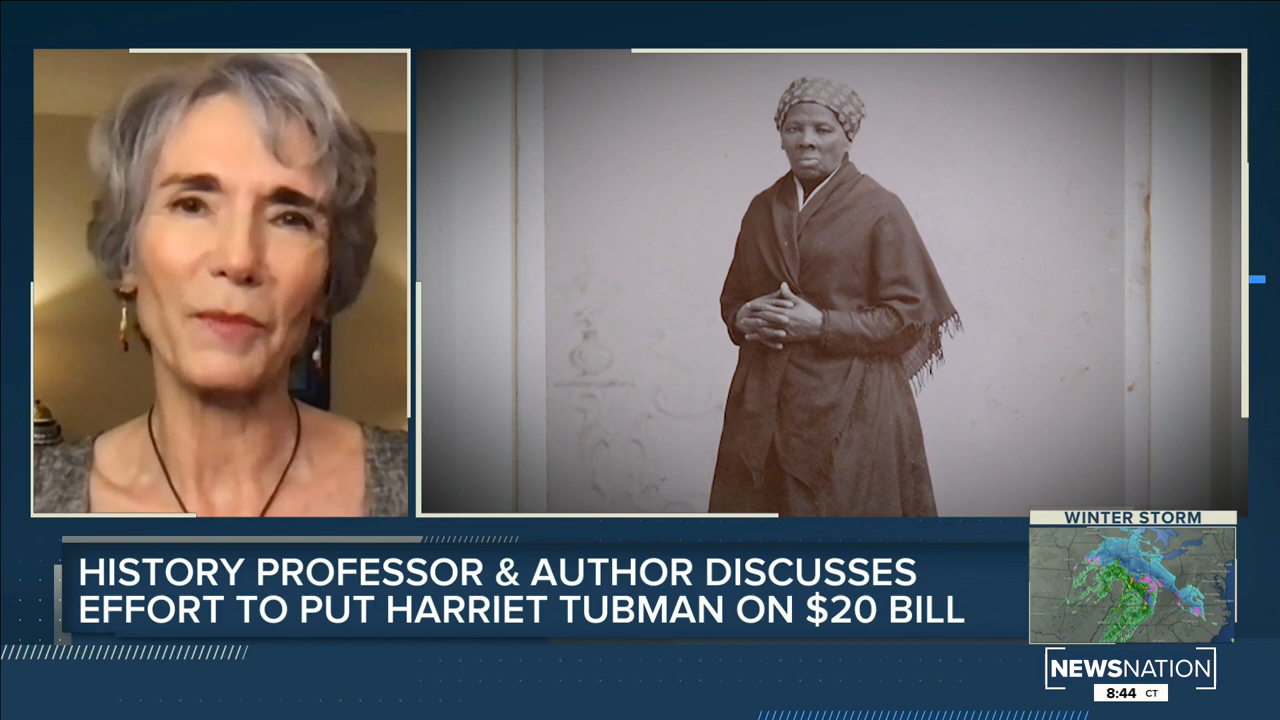 WINTER STORM
HISTORY PROFESSOR & AUTHOR DISCUSSES
EFFORT TO PUT HARRIET TUBMAN ON $20 BILL
NEWSNATION
8:44 CT